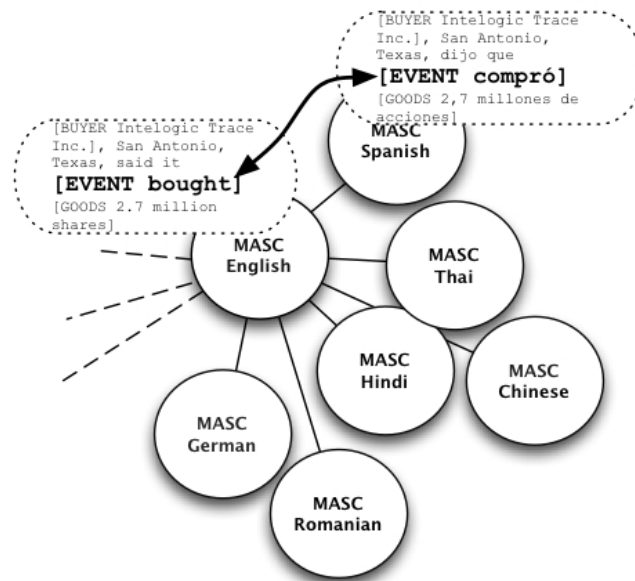 [BUYER Intelogic Trace
Inc.], San Antonio,
Texas, dijo que
[EVENT compró]
[GOODS 2,7 millones de
acciones]
[BUYER Intelogic Trace
Inc.], San Antonio,
Texas, said it
[EVENT bought]
[GOODS 2.7 million
shares]
MASC
Spanish
MASC
English
MASC
Thai
MASC
Hindi
MASC
Chinese
MASC
German
MASC
Romanian